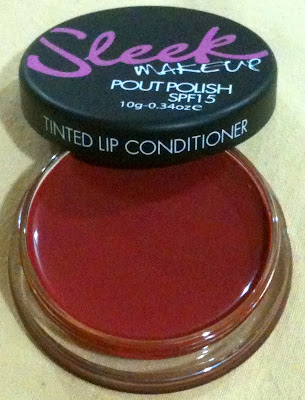 Sleek
MAKEUP
POUT POLISH
SPF15
10g-0.34oz e
TINTED LIP CONDITIONER